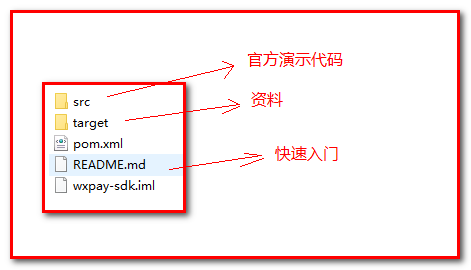 官方演示代码
src
资料
target
pom.xml
快速入门
README.md
wxpay-sdk.iml